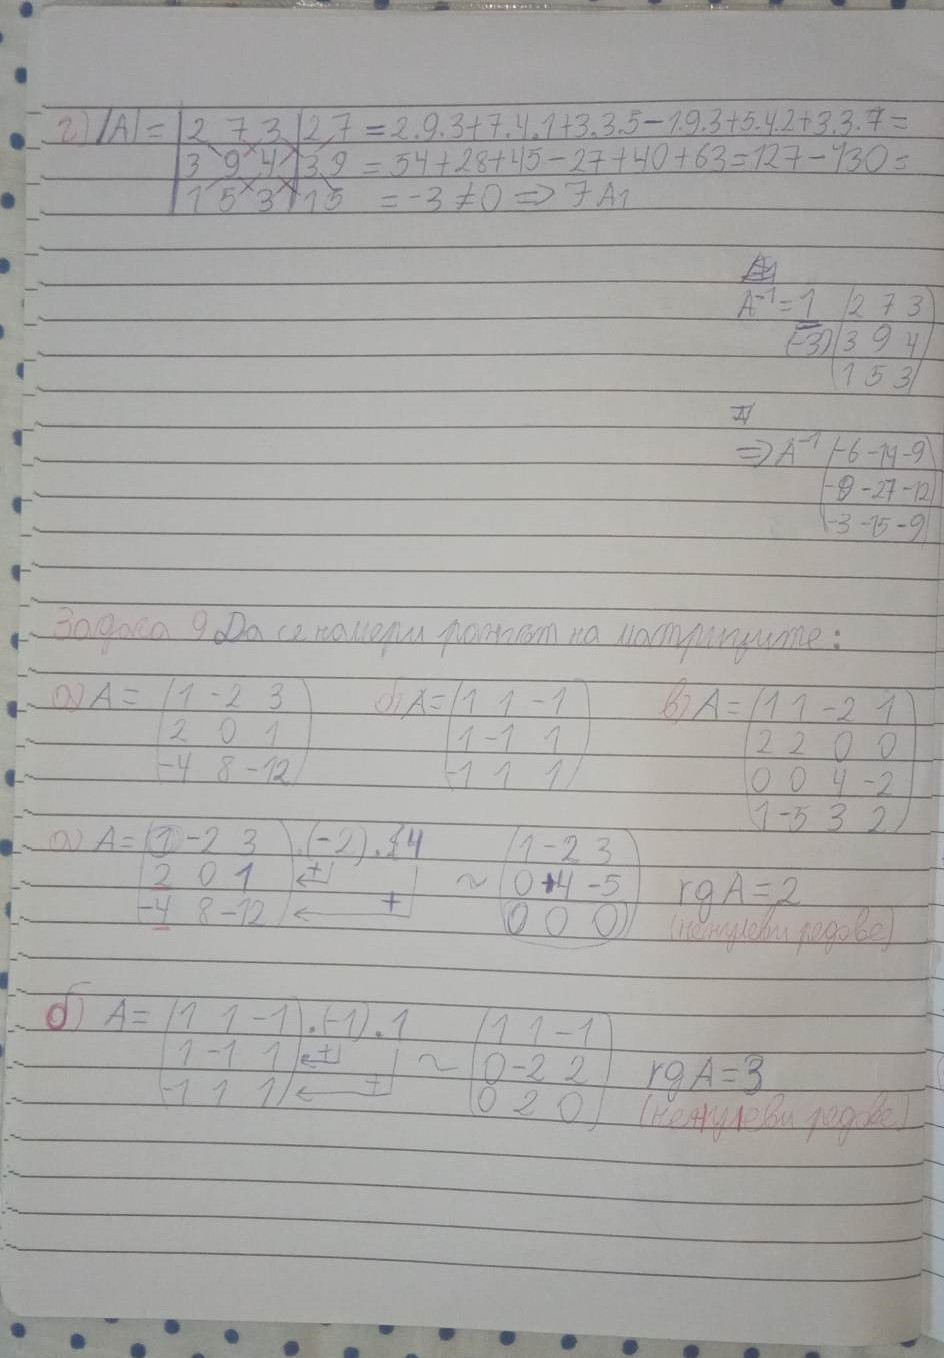 г) |A| = |2 7 3| 2 7 = 2.9.3+7.4.1+3.3.5-1.9.3+5.4.2+3.3.7=
|3 9 4| 3 9 = 54+28+45-27+40+63=127-130=
|1 5 3| 1 5 = -3 ≠ 0 => 7 A1
A⁻¹ = 1 (2 7 3)
(-3) (3 9 4)
(1 5 3)
=> A⁻¹ (-6 -14 -9)
(-9 -27 -12)
(-3 -15 -9)
Задача 9 Да се намери рангът на матриците:
а) A = (1 -2 3) б) A = (1 1 -1) в) A = (1 1 -2 1)
(2 0 1) (1 -1 1) (2 2 0 0)
(-4 8 -12) (-1 1 1) (0 0 4 -2)
(1 -5 3 2)
а) A = (1 -2 3) .(-2) .4 (1 -2 3)
(2 0 1) ← + ~ (0 +4 -5) rg A = 2
(-4 8 -12) ← + (0 0 0) (ненулеви редове)
б) A = (1 1 -1) .(-1) .1 (1 1 -1)
(1 -1 1) ← + ~ (0 -2 2) rg A = 3
(-1 1 1) ← + (0 2 0) (ненулеви редове)